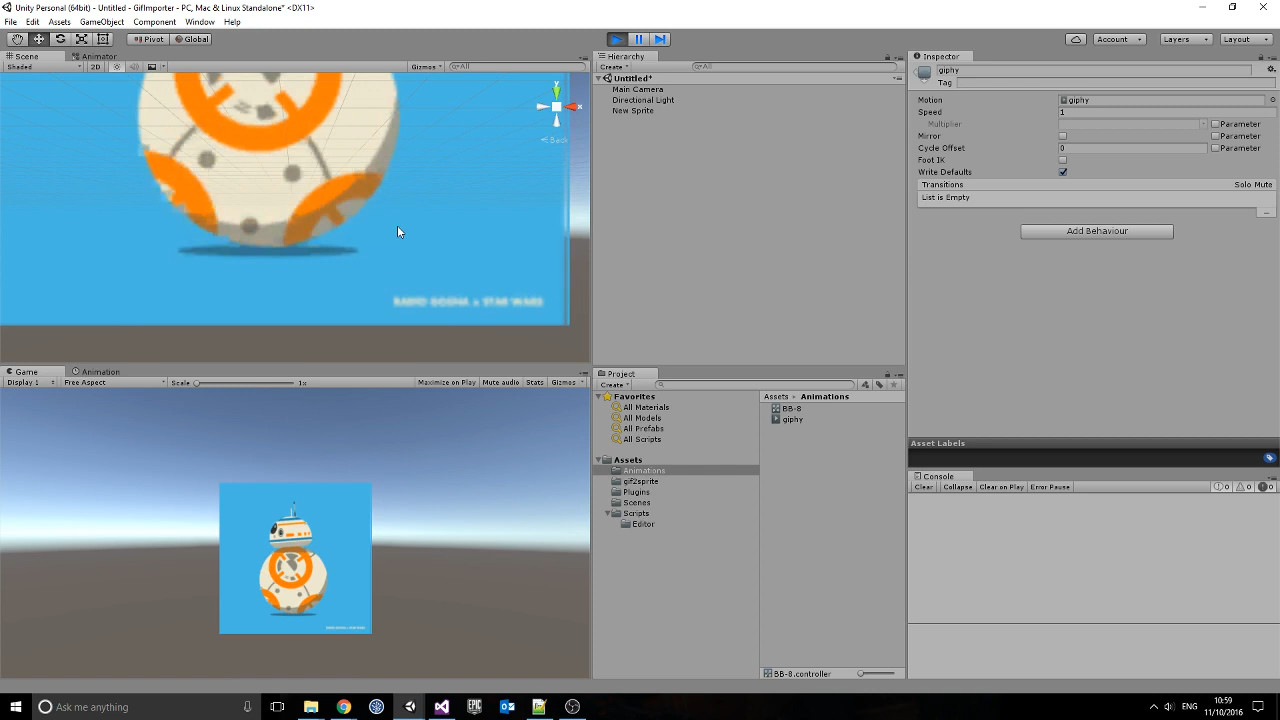 Unity Personal (64bit) - Untitled - GifImporter - PC, Mac & Linux Standalone* <DX11>
File Edit Assets GameObject Component Window Help
Pivot Global Account Layers Layout
Scene Animator
Shaded 2D Gizmos All
y
x
Back
Hierarchy
Create All
Untitled*
Main Camera
Directional Light
New Sprite
Inspector
giphy
Tag
Motion giphy
Speed 1
Multiplier Parameter
Mirror Parameter
Cycle Offset 0 Parameter
Foot IK
Write Defaults
Transitions Solo Mute
List is Empty
Add Behaviour
Asset Labels
Game Animation
Display 1 Free Aspect Scale 1x Maximize on Play Mute audio Stats Gizmos
Project
Create
Favorites
All Materials
All Models
All Prefabs
All Scripts
Assets
Animations
gif2sprite
Plugins
Scenes
Scripts
Editor
Assets Animations
BB-8
giphy
BB-8.controller
Console
Clear Collapse Clear on Play Error Pause 0 0 0
Ask me anything
EPIC
ENG
10:59
11/10/2016